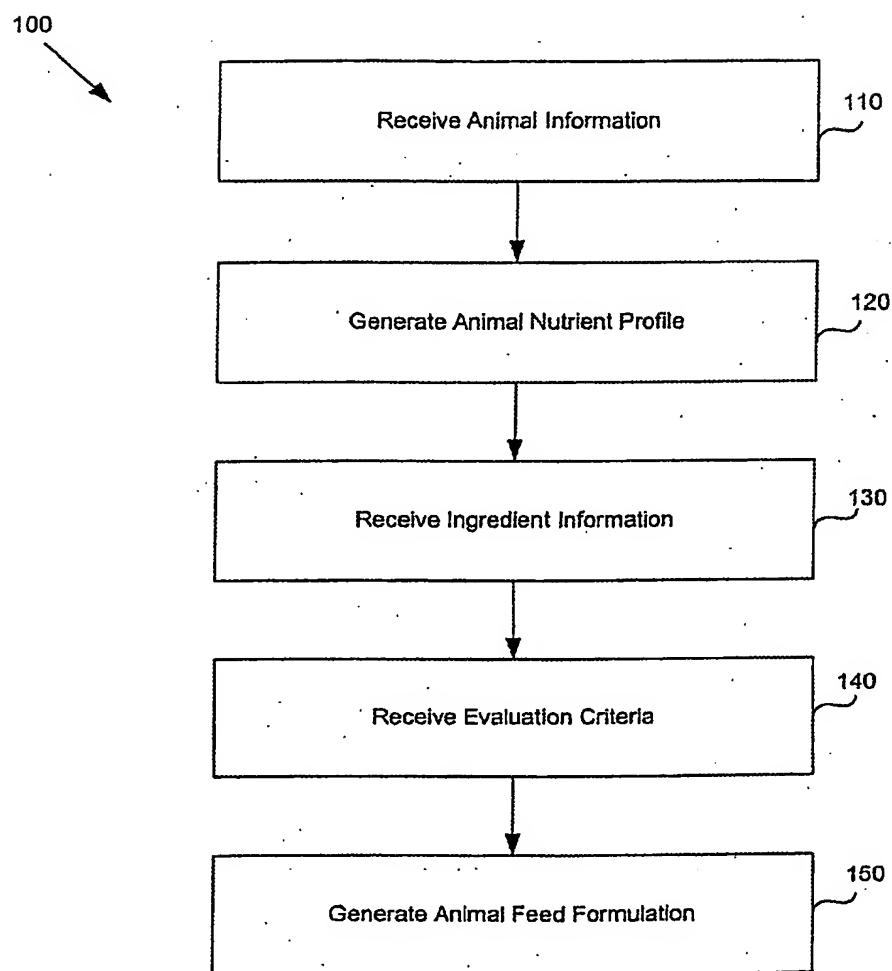 100
Receive Animal Information
110
Generate Animal Nutrient Profile
120
Receive Ingredient Information
130
Receive Evaluation Criteria
140
Generate Animal Feed Formulation
150